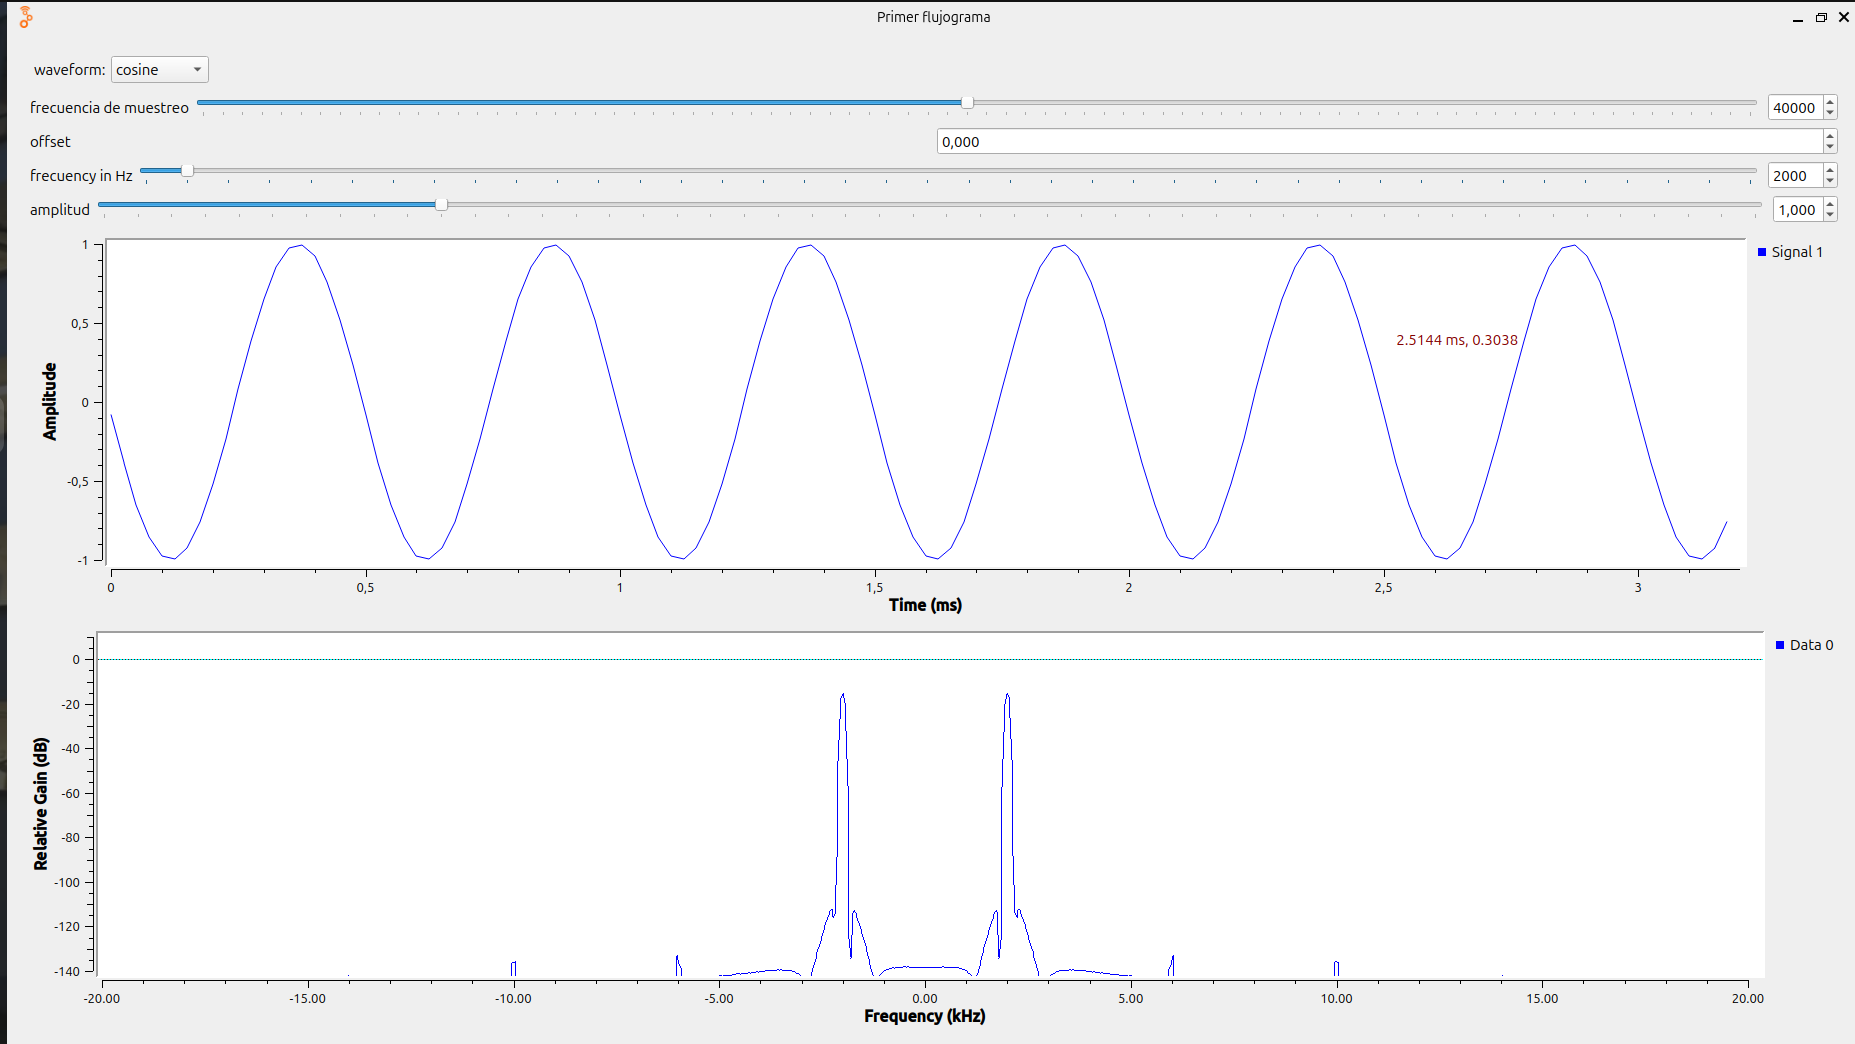 Primer flujograma
waveform: cosine
frecuencia de muestreo 40000
offset 0,000
frecuency in Hz 2000
amplitud 1,000
Signal 1
1
0,5
0
-0,5
-1
Amplitude
2.5144 ms, 0.3038
0 0,5 1 1,5 2 2,5 3
Time (ms)
Data 0
0
-20
-40
-60
-80
-100
-120
-140
Relative Gain (dB)
-20.00 -15.00 -10.00 -5.00 0.00 5.00 10.00 15.00 20.00
Frequency (kHz)